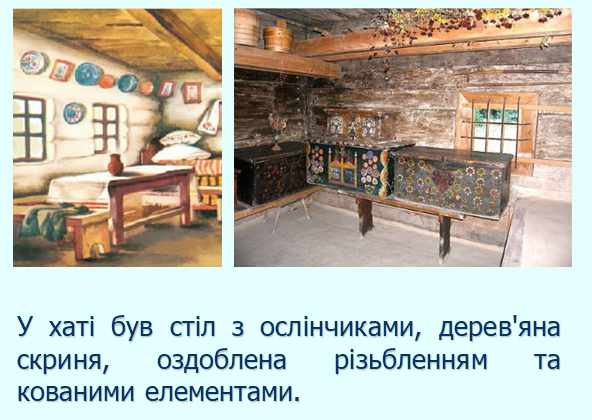 У хаті був стіл з ослінчиками, дерев'яна
скриня, оздоблена різьбленням та
кованими елементами.